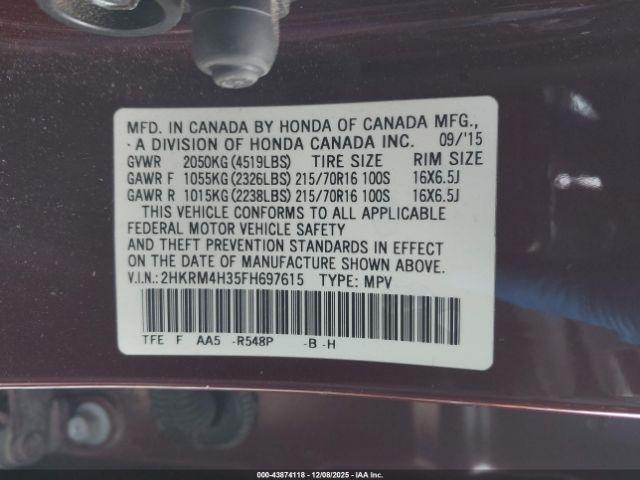 MFD. IN CANADA BY HONDA OF CANADA MFG.,
- A DIVISION OF HONDA CANADA INC. 09/'15
GVWR 2050KG (4519LBS) TIRE SIZE RIM SIZE
GAWR F 1055KG (2326LBS) 215/70R16 100S 16X6.5J
GAWR R 1015KG (2238LBS) 215/70R16 100S 16X6.5J
THIS VEHICLE CONFORMS TO ALL APPLICABLE
FEDERAL MOTOR VEHICLE SAFETY
AND THEFT PREVENTION STANDARDS IN EFFECT
ON THE DATE OF MANUFACTURE SHOWN ABOVE.
V.I.N.: 2HKRM4H35FH697615 TYPE: MPV
TFE F AA5 -R548P -B -H
000-43874118 | 12/08/2025 - IAA Inc.